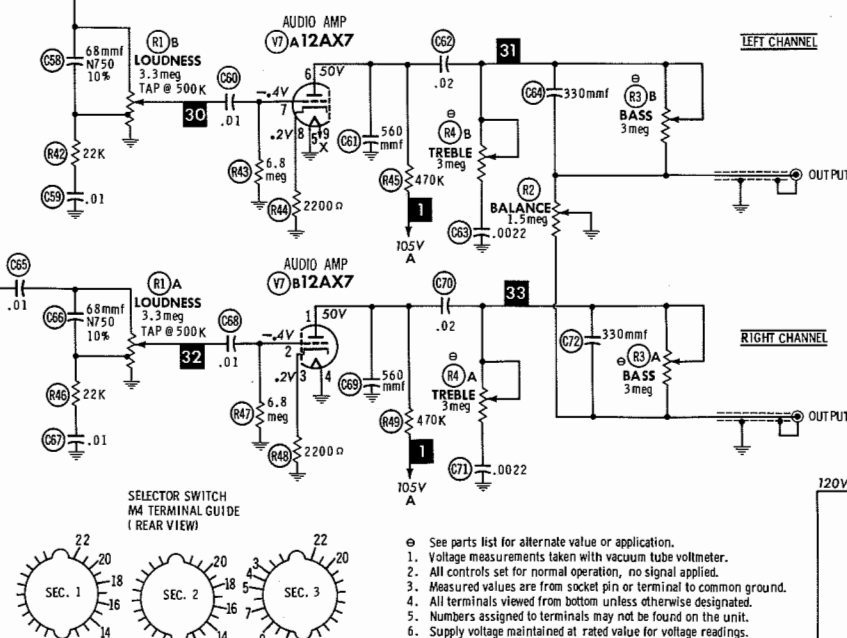 AUDIO AMP
V7 A 12AX7
C58
68mmf
N750
10%
R1 B
LOUDNESS
3.3meg
TAP @ 500K
C60
.01
30
-.4V
6
50V
7
.2V
8
5
9
X
R42
22K
C59
.01
R43
6.8
meg
R44
2200Ω
C61
560
mmf
C62
.02
R45
470K
1
105V
A
31
⊖
R4 B
TREBLE
3meg
C63
.0022
C64
330mmf
⊖
R3 B
BASS
3meg
LEFT CHANNEL
R2
BALANCE
1.5meg
OUTPUT
C65
.01
C66
68mmf
N750
10%
R1 A
LOUDNESS
3.3meg
TAP @ 500K
C68
.01
32
AUDIO AMP
V7 B 12AX7
1
50V
-.4V
2
.2V
3
4
R46
22K
C67
.01
R47
6.8
meg
R48
2200Ω
C69
560
mmf
C70
.02
R49
470K
1
105V
A
33
⊖
R4 A
TREBLE
3meg
C71
.0022
C72
330mmf
⊖
R3 A
BASS
3meg
RIGHT CHANNEL
OUTPUT
120V
SELECTOR SWITCH
M4 TERMINAL GUIDE
(REAR VIEW)
SEC. 1
22
20
18
16
14
SEC. 2
20
18
16
14
SEC. 3
22
20
3
4
5
7
⊖ See parts list for alternate value or application.
1. Voltage measurements taken with vacuum tube voltmeter.
2. All controls set for normal operation, no signal applied.
3. Measured values are from socket pin or terminal to common ground.
4. All terminals viewed from bottom unless otherwise designated.
5. Numbers assigned to terminals may not be found on the unit.
6. Supply voltage maintained at rated value for voltage readings.